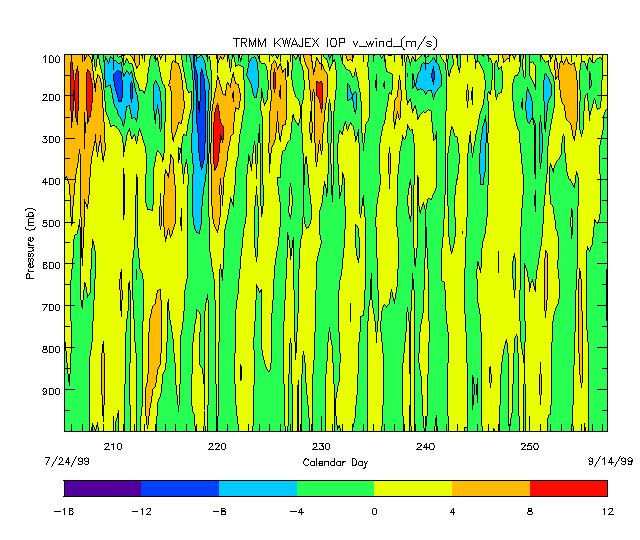 TRMM KWAJEX IOP v_wind_(m/s)
100
200
300
400
500
600
700
800
900
Pressure (mb)
210 220 230 240 250
7/24/99 Calendar Day 9/14/99
-16 -12 -8 -4 0 4 8 12